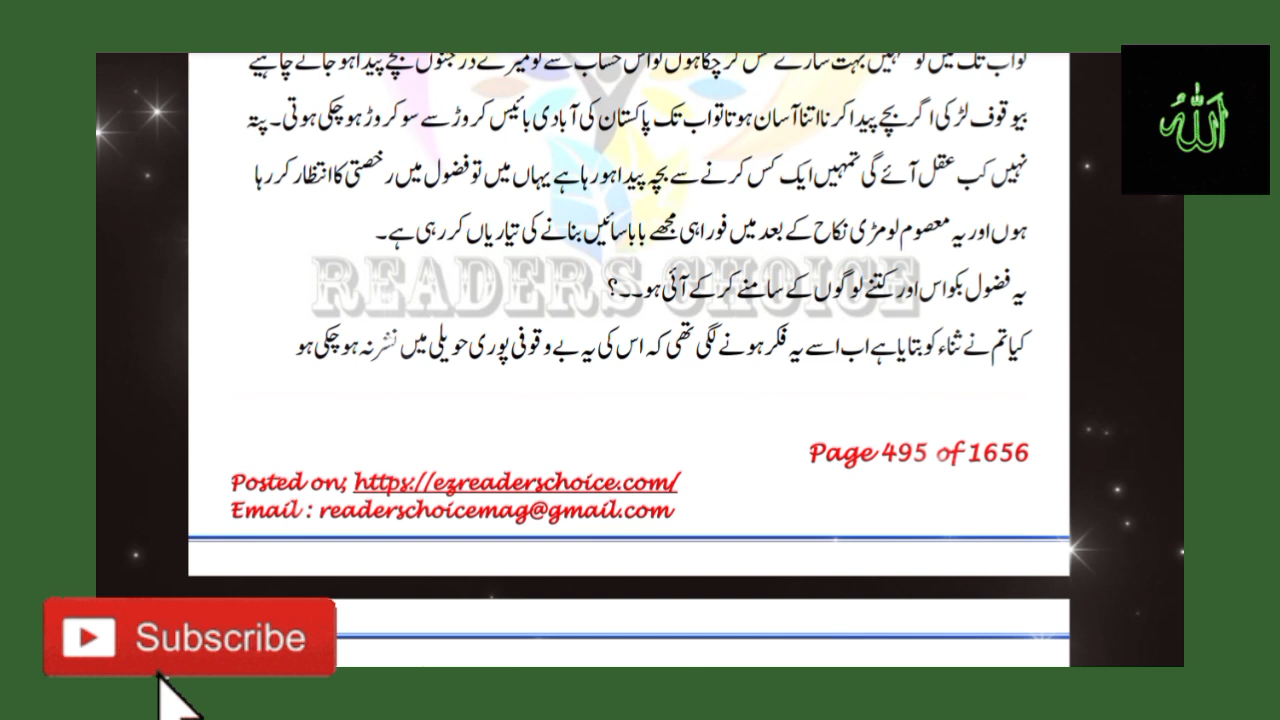 تو اب تک میں تو تمہیں بہت سارے کس کر چکا ہوں تو اس حساب سے تو میرے درجنوں بچے پیدا ہو جانے چاہیے
بیوقوف لڑکی اگر بچے پیدا کرنا اتنا آسان ہوتا تو اب تک پاکستان کی آبادی بائیس کروڑ سے سو کروڑ ہو چکی ہوتی۔ پتہ
نہیں کب عقل آئے گی تمہیں ایک کس کرنے سے بچہ پیدا ہو رہا ہے یہاں میں تو فضول میں رخصتی کا انتظار کر رہا
ہوں اور یہ معصوم لومڑی نکاح کے بعد میں فورا ہی مجھے بابا سائیں بنانے کی تیاریاں کر رہی ہے۔
یہ فضول بکواس اور کتنے لوگوں کے سامنے کر کے آئی ہو۔۔؟
کیا تم نے ثناء کو بتایا ہے اب اسے یہ فکر ہونے لگی تھی کہ اس کی یہ بے وقوفی پوری حویلی میں نشر نہ ہو چکی ہو
READERS CHOICE
Page 495 of 1656
Posted on; https://ezreaderschoice.com/
Email : readerschoicemag@gmail.com
Subscribe
الله